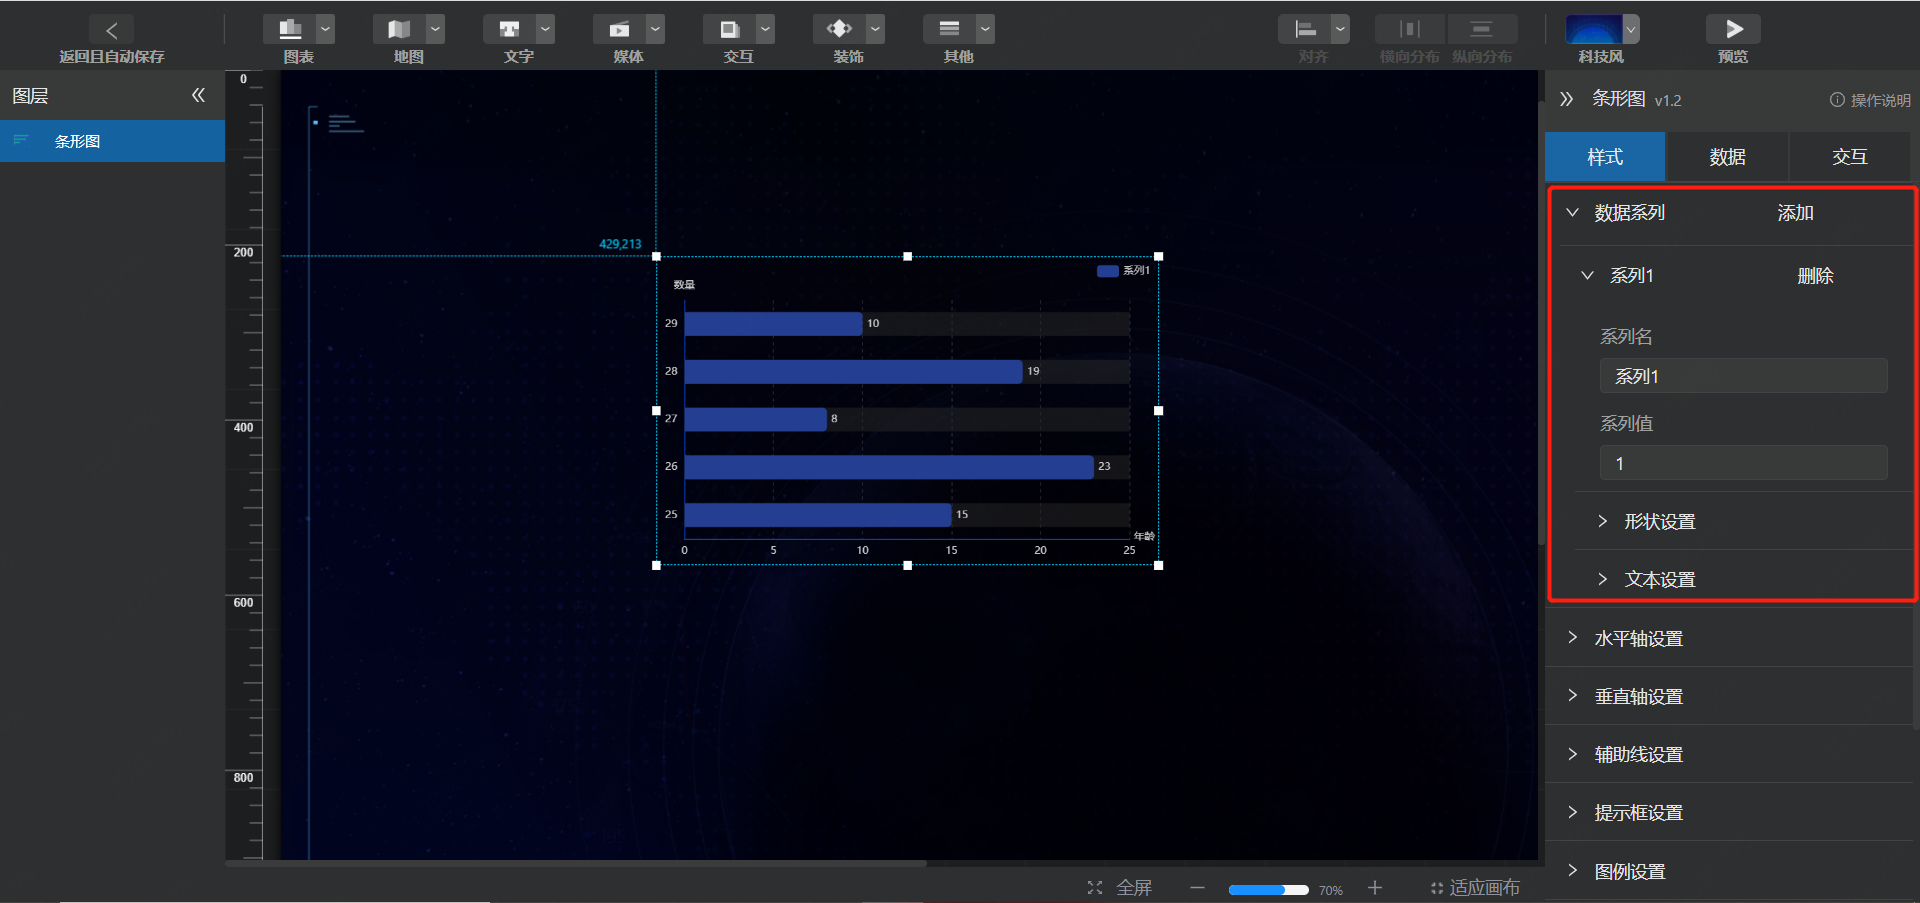 返回且自动保存
图表
地图
文字
媒体
交互
装饰
其他
对齐
横向分布
纵向分布
科技风
预览
图层
条形图
0
200
400
600
800
429,213
系列1
数量
29
10
28
19
27
8
26
23
25
15
年龄
0 5 10 15 20 25
条形图 v1.2
操作说明
样式
数据
交互
数据系列
添加
系列1
删除
系列名
系列1
系列值
1
形状设置
文本设置
水平轴设置
垂直轴设置
辅助线设置
提示框设置
图例设置
全屏
70%
适应画布